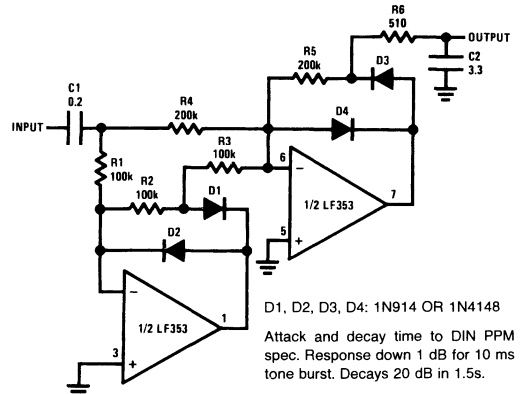 R6
510
OUTPUT
R5
200k
D3
C2
3.3
C1
0.2
R4
200k
D4
INPUT
R1
100k
R3
100k
R2
100k
D1
6
−
7
1/2 LF353
5
+
D2
−
1
1/2 LF353
3
+
D1, D2, D3, D4: 1N914 OR 1N4148
Attack and decay time to DIN PPM
spec. Response down 1 dB for 10 ms
tone burst. Decays 20 dB in 1.5s.